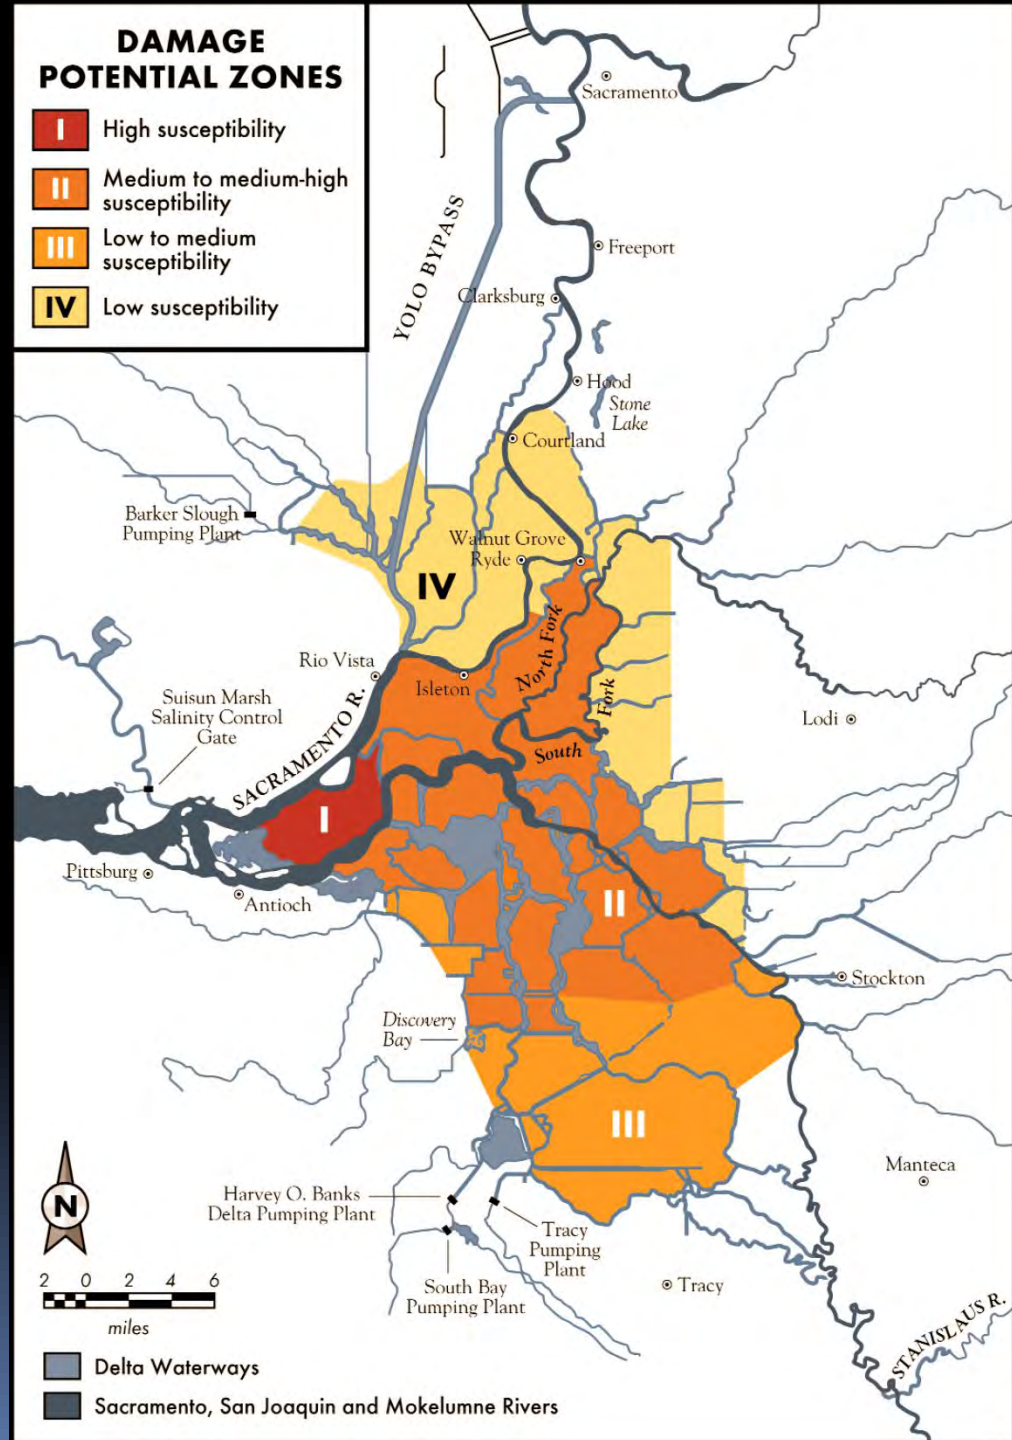 DAMAGE
POTENTIAL ZONES
I
High susceptibility
II
Medium to medium-high
susceptibility
III
Low to medium
susceptibility
IV
Low susceptibility
Sacramento
YOLO BYPASS
Freeport
Clarksburg
Hood
Stone
Lake
Courtland
Barker Slough
Pumping Plant
Walnut Grove
Ryde
IV
North Fork
Rio Vista
Isleton
Fork
South
Lodi
Suisun Marsh
Salinity Control
Gate
SACRAMENTO R.
I
Pittsburg
Antioch
II
Stockton
Discovery
Bay
III
Manteca
Harvey O. Banks
Delta Pumping Plant
Tracy
Pumping
Plant
South Bay
Pumping Plant
Tracy
STANISLAUS R.
N
2 0 2 4 6
miles
Delta Waterways
Sacramento, San Joaquin and Mokelumne Rivers